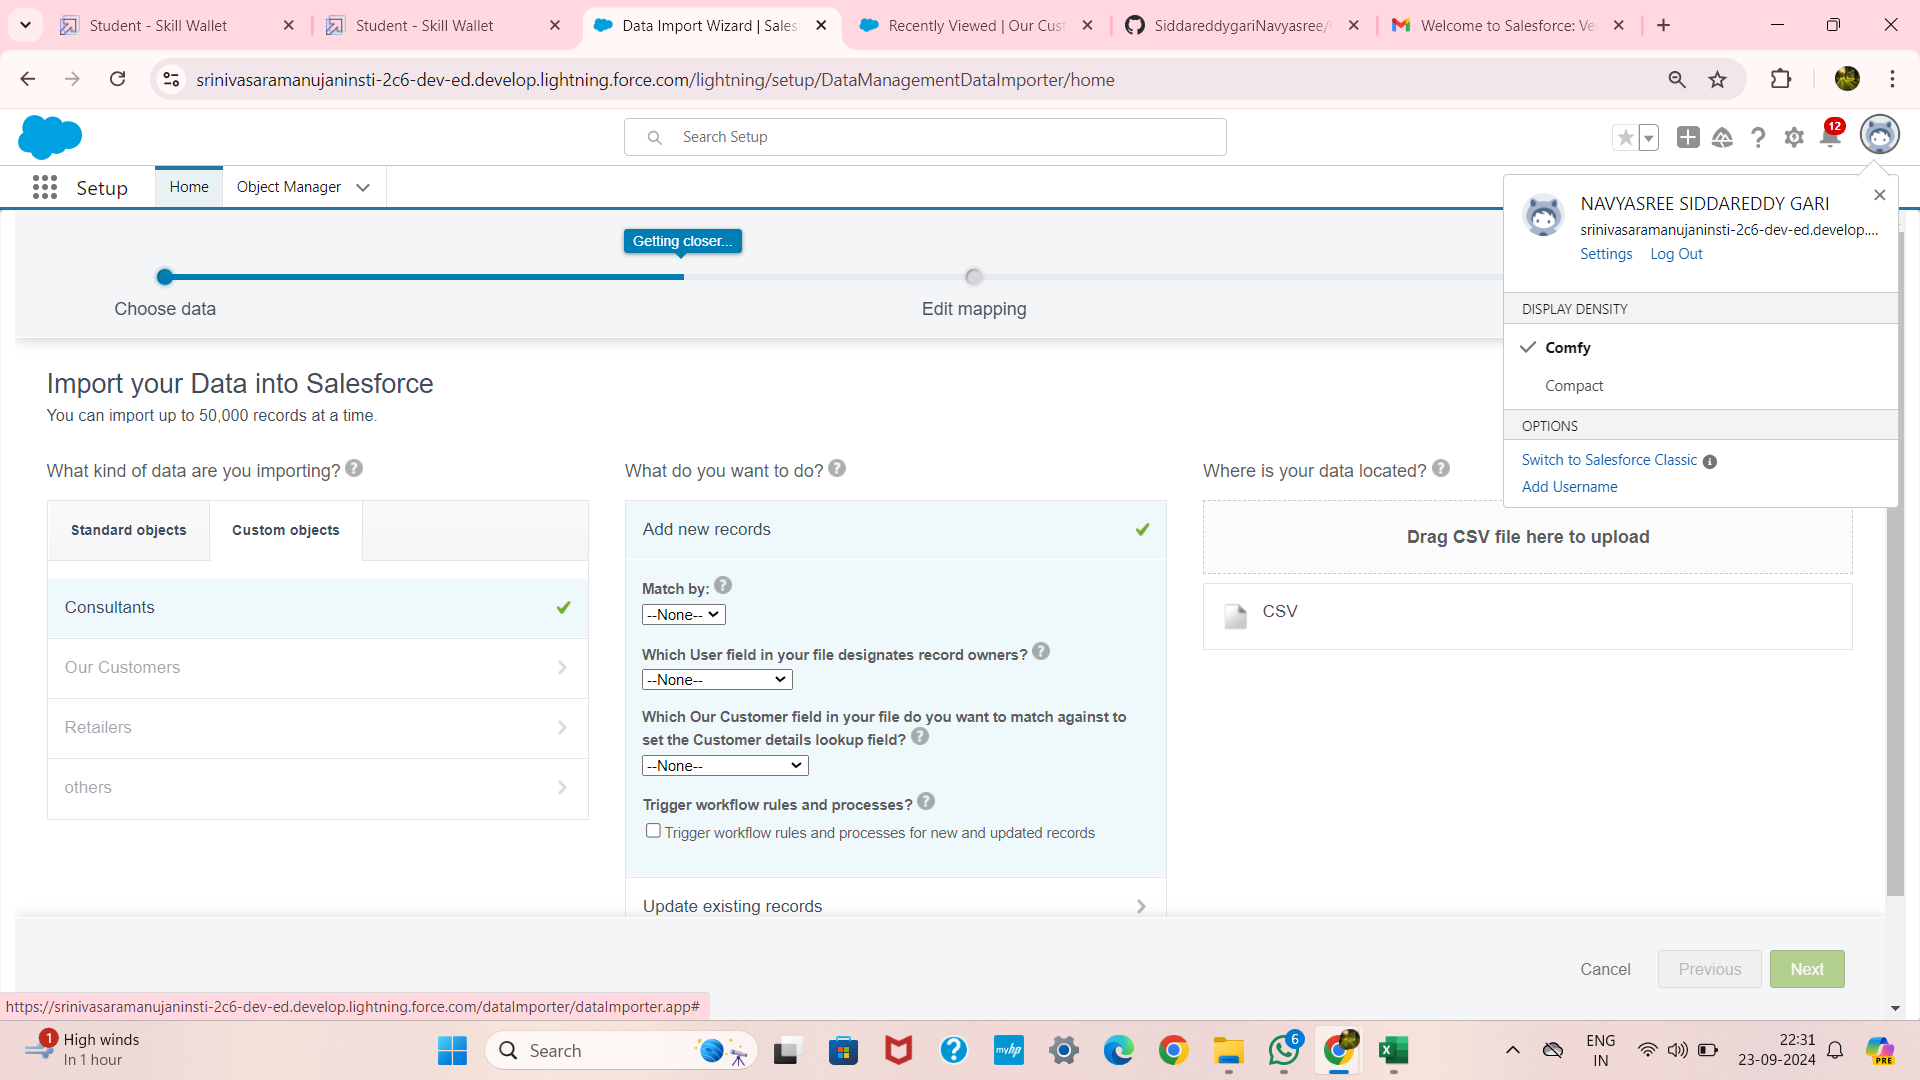 Student - Skill Wallet
Student - Skill Wallet
Data Import Wizard | Sales
Recently Viewed | Our Cust
SiddareddygariNavyasree/
Welcome to Salesforce: Ve
srinivasaramanujaninsti-2c6-dev-ed.develop.lightning.force.com/lightning/setup/DataManagementDataImporter/home
Search Setup
12
Setup
Home
Object Manager
NAVYASREE SIDDAREDDY GARI
srinivasaramanujaninsti-2c6-dev-ed.develop....
Settings Log Out
DISPLAY DENSITY
Comfy
Compact
OPTIONS
Switch to Salesforce Classic
Add Username
Getting closer...
Choose data
Edit mapping
Import your Data into Salesforce
You can import up to 50,000 records at a time.
What kind of data are you importing?
Standard objects
Custom objects
Consultants
Our Customers
Retailers
others
What do you want to do?
Add new records
Match by:
--None--
Which User field in your file designates record owners?
--None--
Which Our Customer field in your file do you want to match against to
set the Customer details lookup field?
--None--
Trigger workflow rules and processes?
Trigger workflow rules and processes for new and updated records
Update existing records
Where is your data located?
Drag CSV file here to upload
CSV
Cancel
Previous
Next
https://srinivasaramanujaninsti-2c6-dev-ed.develop.lightning.force.com/dataImporter/dataImporter.app#
1
High winds
In 1 hour
Search
myhp
6
ENG
IN
22:31
23-09-2024
PRE